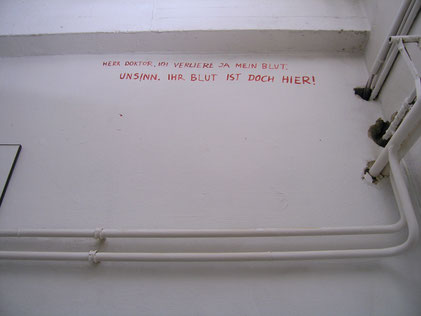 HERR DOKTOR, ICH VERLIERE JA MEIN BLUT.
UNSINN. IHR BLUT IST DOCH HIER!